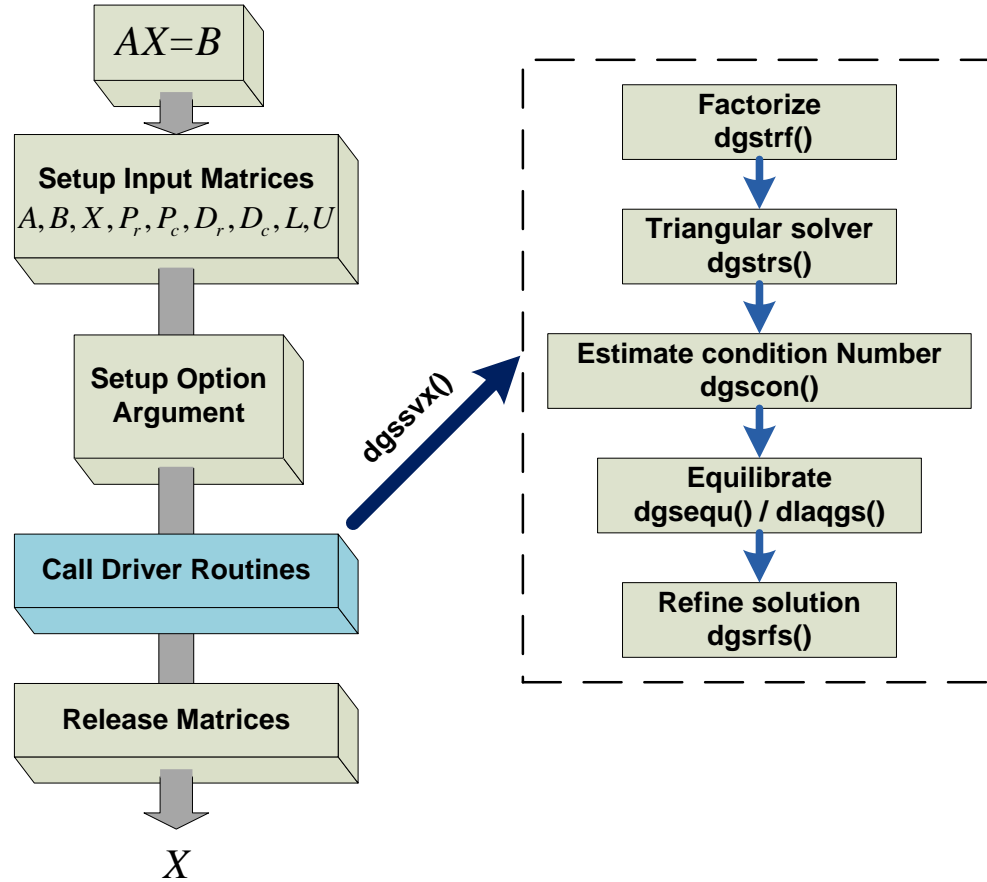 AX=B
Setup Input Matrices
A, B, X, P_r, P_c, D_r, D_c, L, U
Setup Option
Argument
Call Driver Routines
Release Matrices
X
dgssvx()
Factorize
dgstrf()
Triangular solver
dgstrs()
Estimate condition Number
dgscon()
Equilibrate
dgsequ() / dlaqgs()
Refine solution
dgsrfs()